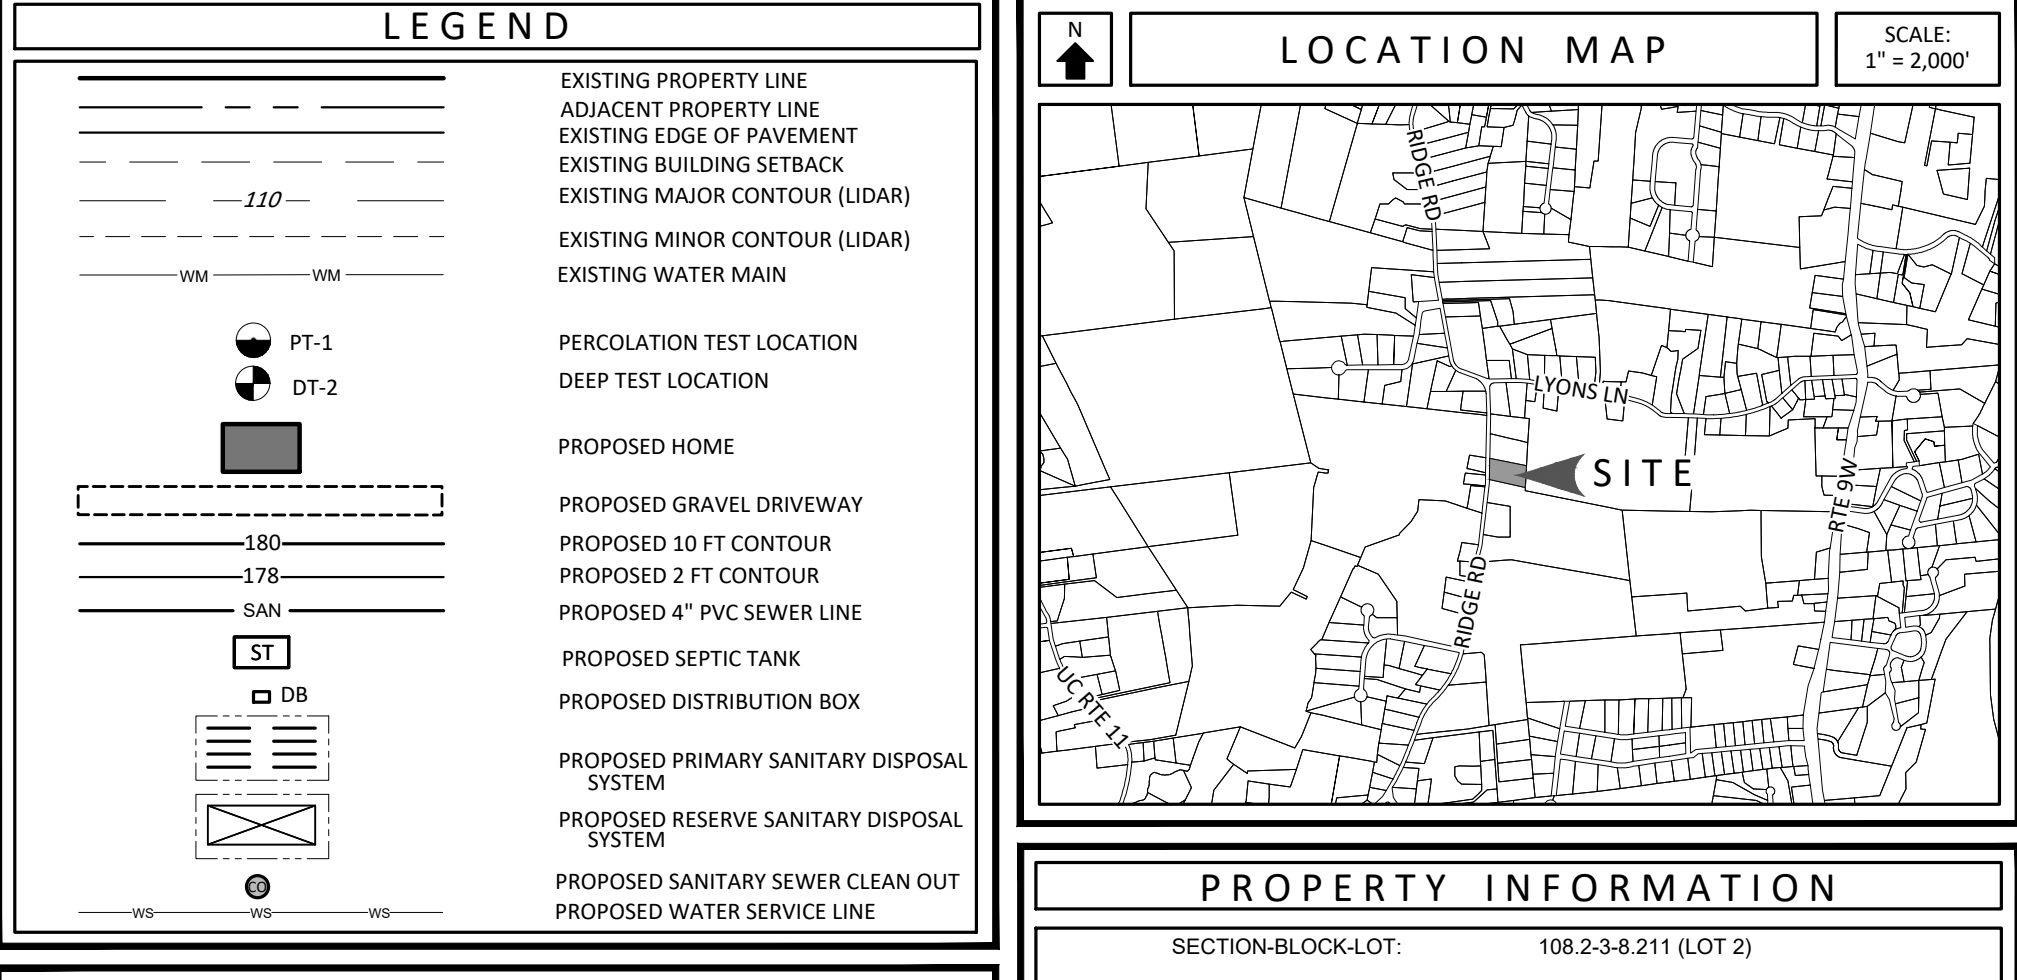 LEGEND
EXISTING PROPERTY LINE
ADJACENT PROPERTY LINE
EXISTING EDGE OF PAVEMENT
EXISTING BUILDING SETBACK
110 EXISTING MAJOR CONTOUR (LIDAR)
EXISTING MINOR CONTOUR (LIDAR)
WM WM EXISTING WATER MAIN
PT-1 PERCOLATION TEST LOCATION
DT-2 DEEP TEST LOCATION
PROPOSED HOME
PROPOSED GRAVEL DRIVEWAY
180 PROPOSED 10 FT CONTOUR
178 PROPOSED 2 FT CONTOUR
SAN PROPOSED 4" PVC SEWER LINE
ST PROPOSED SEPTIC TANK
DB PROPOSED DISTRIBUTION BOX
PROPOSED PRIMARY SANITARY DISPOSAL
SYSTEM
PROPOSED RESERVE SANITARY DISPOSAL
SYSTEM
CO PROPOSED SANITARY SEWER CLEAN OUT
WS WS WS PROPOSED WATER SERVICE LINE
N
LOCATION MAP
SCALE:
1" = 2,000'
RIDGE RD
LYONS LN
SITE
RTE 9W
RIDGE RD
UC RTE 11
PROPERTY INFORMATION
SECTION-BLOCK-LOT: 108.2-3-8.211 (LOT 2)